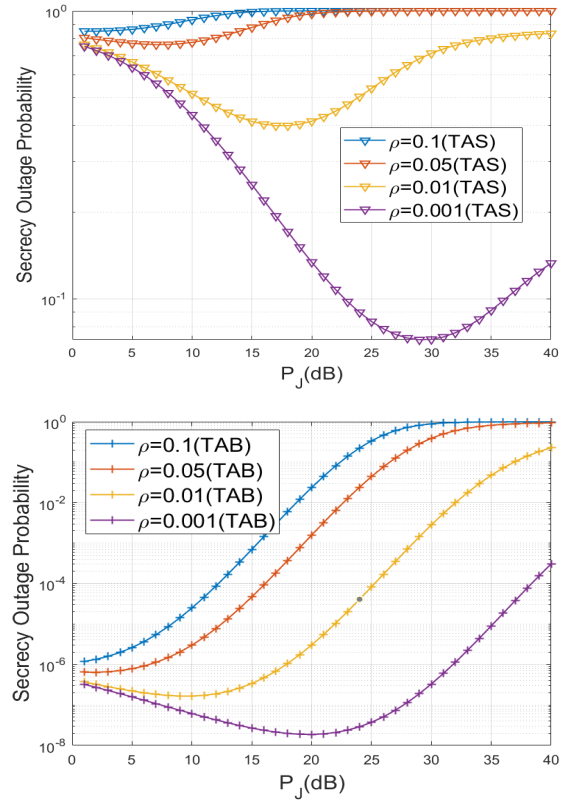 10^0
Secrecy Outage Probability
ρ=0.1(TAS)
ρ=0.05(TAS)
ρ=0.01(TAS)
ρ=0.001(TAS)
10^-1
0 5 10 15 20 25 30 35 40
P_J(dB)
10^0
ρ=0.1(TAB)
ρ=0.05(TAB)
ρ=0.01(TAB)
ρ=0.001(TAB)
10^-2
Secrecy Outage Probability
10^-4
10^-6
10^-8
0 5 10 15 20 25 30 35 40
P_J(dB)